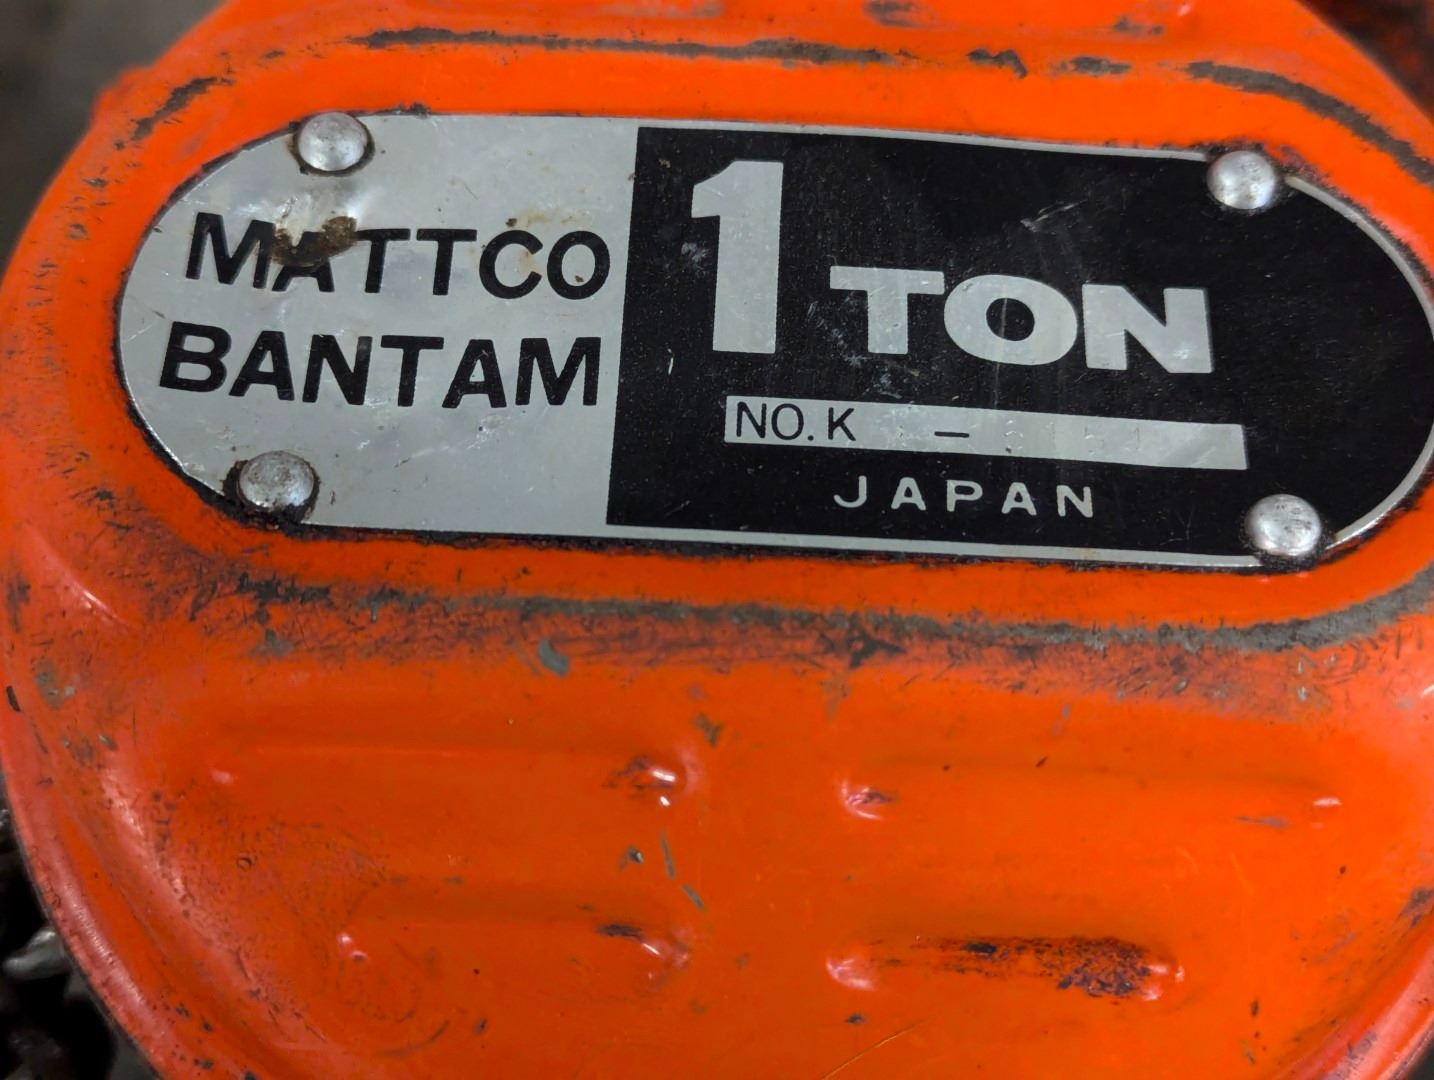 MATTCO
BANTAM
1 TON
NO. K –
JAPAN